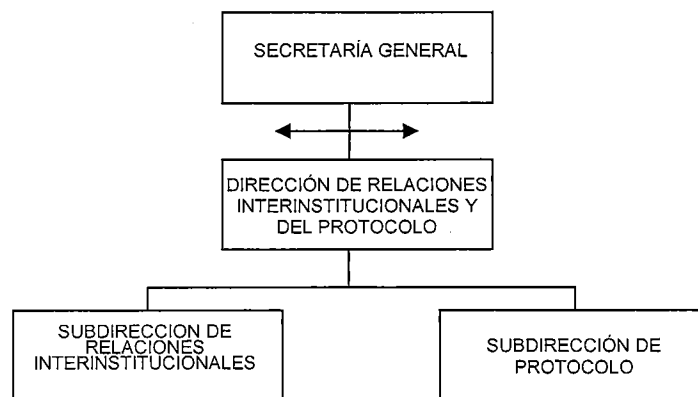 SECRETARÍA GENERAL
DIRECCIÓN DE RELACIONES
INTERINSTITUCIONALES Y
DEL PROTOCOLO
SUBDIRECCION DE
RELACIONES
INTERINSTITUCIONALES
SUBDIRECCIÓN DE
PROTOCOLO